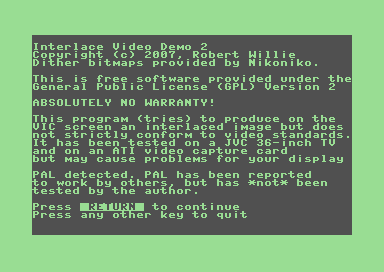 Interlace Video Demo 2
Copyright (c) 2007, Robert Willie
Dither bitmaps provided by Nikoniko.
This is free software provided under the
General Public License (GPL) Version 2
ABSOLUTELY NO WARRANTY!
This program (tries) to produce on the
VIC screen an interlaced image but does
not strictly conform to video standards.
It has been tested on a JVC 36-inch TV
and on an ATI video capture card
but may cause problems for your display
PAL detected. PAL has been reported
to work by others, but has *not* been
tested by the author.
Press RETURN to continue
Press any other key to quit